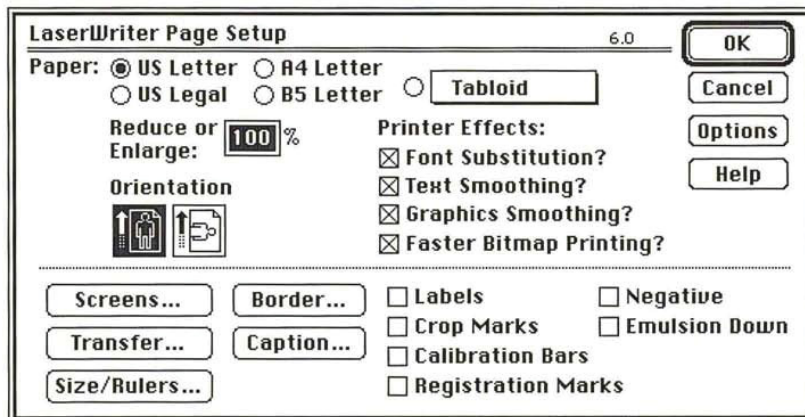 LaserWriter Page Setup 6.0 OK
Paper: US Letter A4 Letter
US Legal B5 Letter Tabloid Cancel
Reduce or Enlarge: 100 % Printer Effects: Options
Font Substitution?
Orientation Text Smoothing? Help
Graphics Smoothing?
Faster Bitmap Printing?
Screens... Border... Labels Negative
Transfer... Caption... Crop Marks Emulsion Down
Calibration Bars
Size/Rulers... Registration Marks